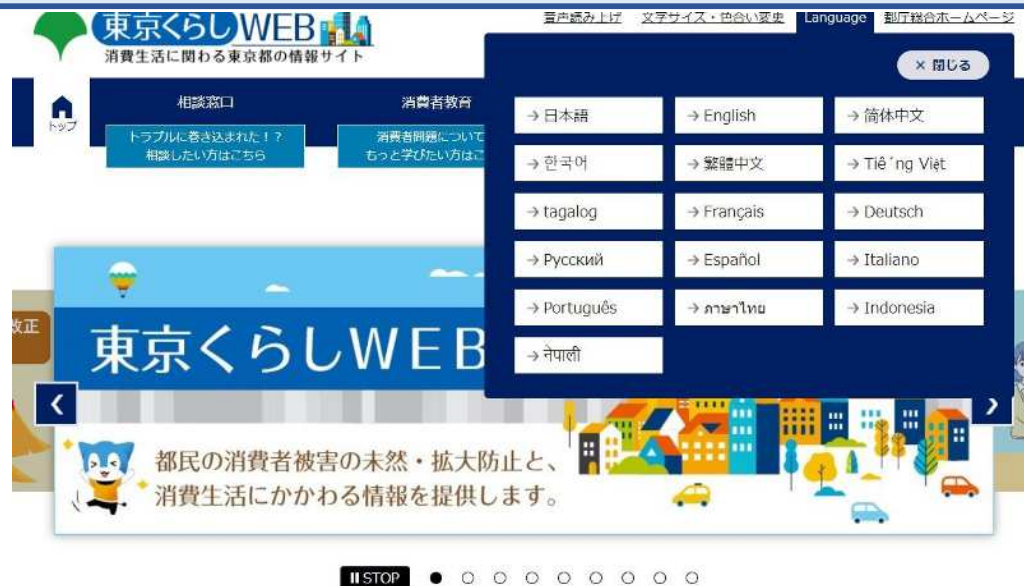 東京くらしWEB
消費生活に関わる東京都の情報サイト
音声読み上げ 文字サイズ・色合い変更 Language 都庁総合ホームページ
× 閉じる
トップ
相談窓口
トラブルに巻き込まれた！？
相談したい方はこちら
消費者教育
消費者問題について
もっと学びたい方はこ
→ 日本語 → English → 简体中文
→ 한국어 → 繁體中文 → Tiê´ng Việt
→ tagalog → Français → Deutsch
→ Русский → Español → Italiano
→ Português → ภาษาไทย → Indonesia
→ नेपाली
改正
東京くらしWEB
都民の消費者被害の未然・拡大防止と、
消費生活にかかわる情報を提供します。
STOP